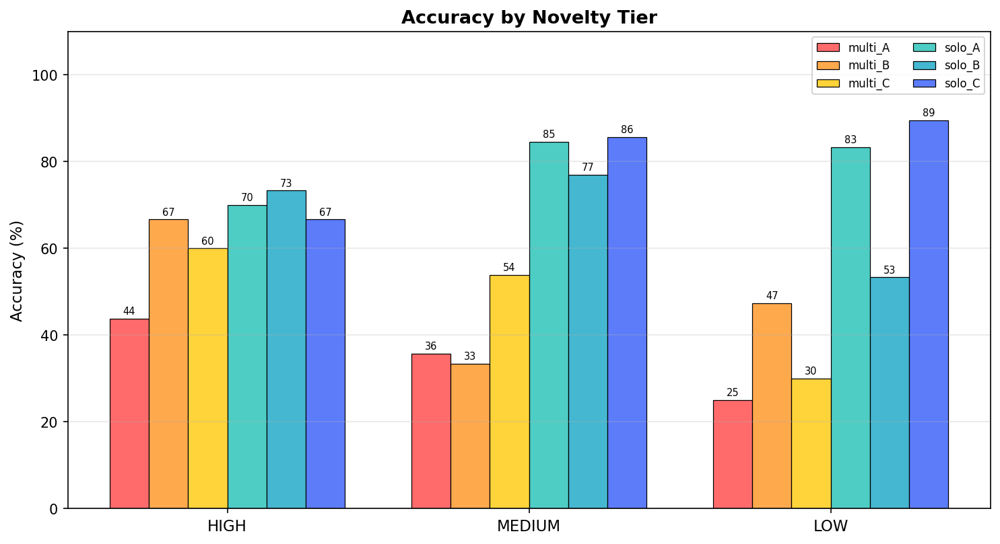 Accuracy by Novelty Tier
multi_A
multi_B
multi_C
solo_A
solo_B
solo_C
Accuracy (%)
100
80
60
40
20
0
44
67
60
70
73
67
36
33
54
85
77
86
25
47
30
83
53
89
HIGH
MEDIUM
LOW